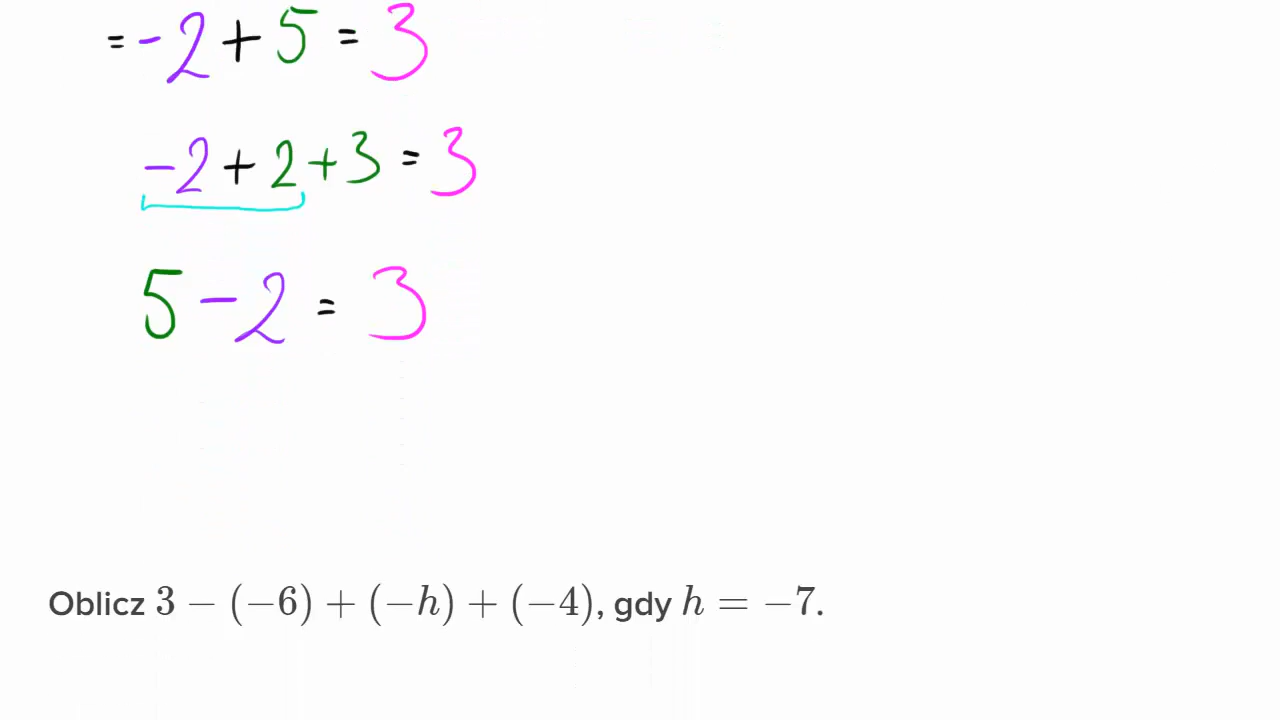 = -2 + 5 = 3
-2 + 2 + 3 = 3
5 - 2 = 3
Oblicz 3 − (−6) + (−h) + (−4), gdy h = −7.